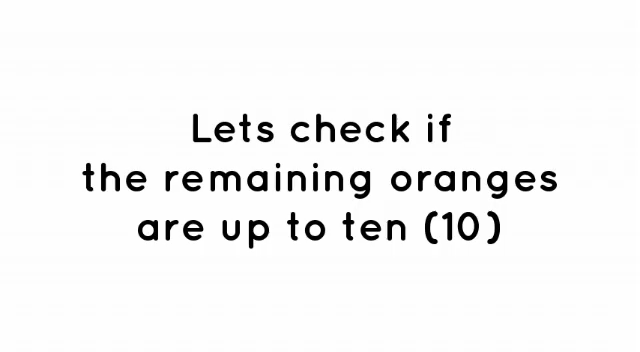 Lets check if
the remaining oranges
are up to ten (10)